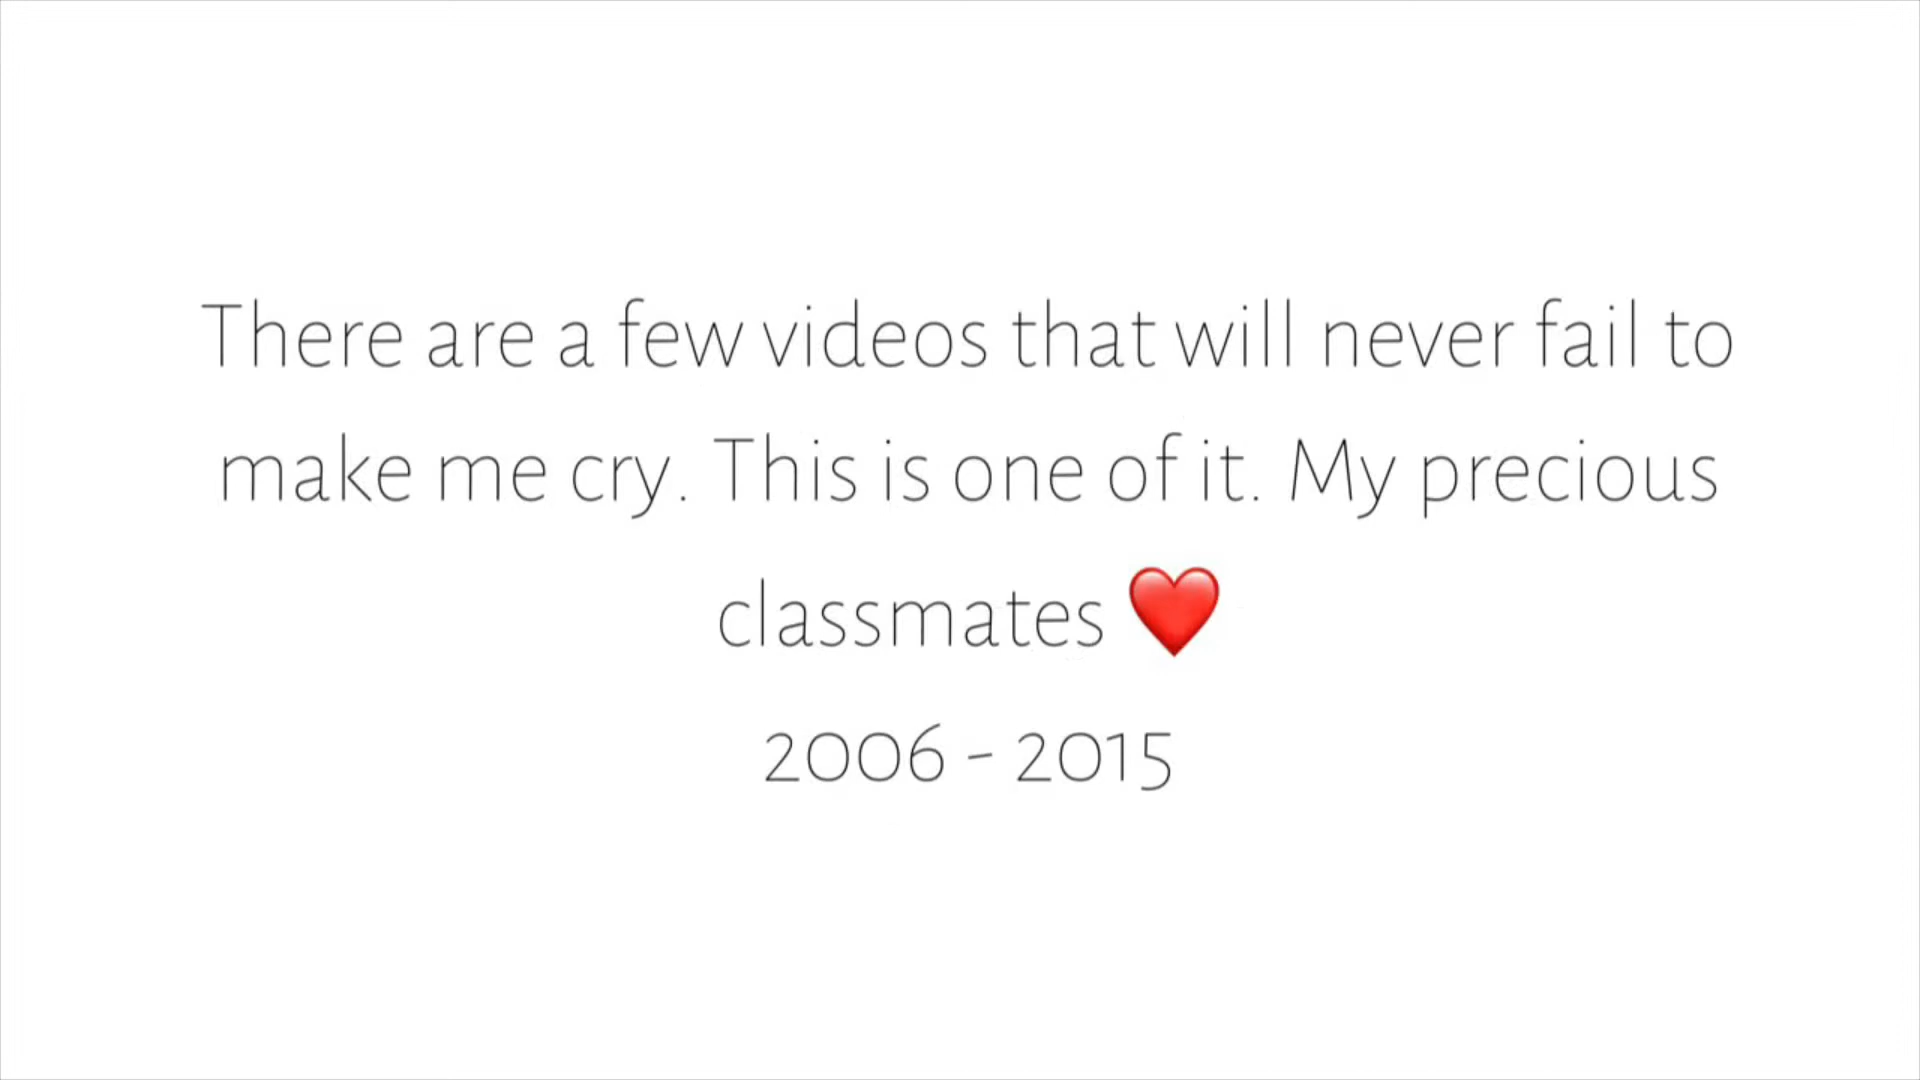 There are a few videos that will never fail to
make me cry. This is one of it. My precious
classmates ❤️
2006 - 2015